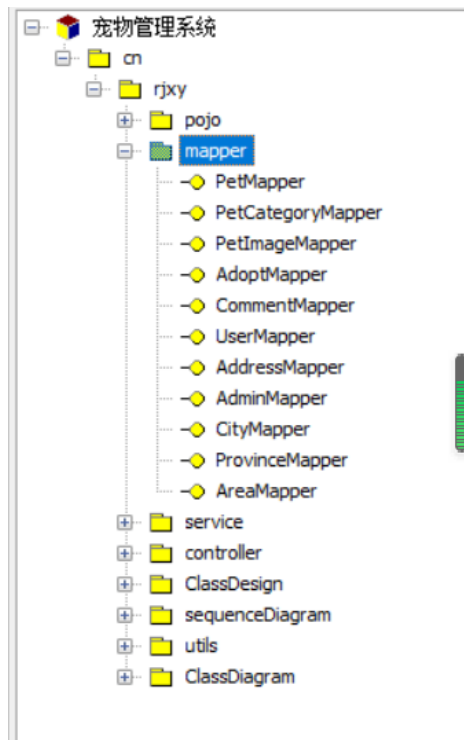 宠物管理系统
cn
rjxy
pojo
mapper
PetMapper
PetCategoryMapper
PetImageMapper
AdoptMapper
CommentMapper
UserMapper
AddressMapper
AdminMapper
CityMapper
ProvinceMapper
AreaMapper
service
controller
ClassDesign
sequenceDiagram
utils
ClassDiagram